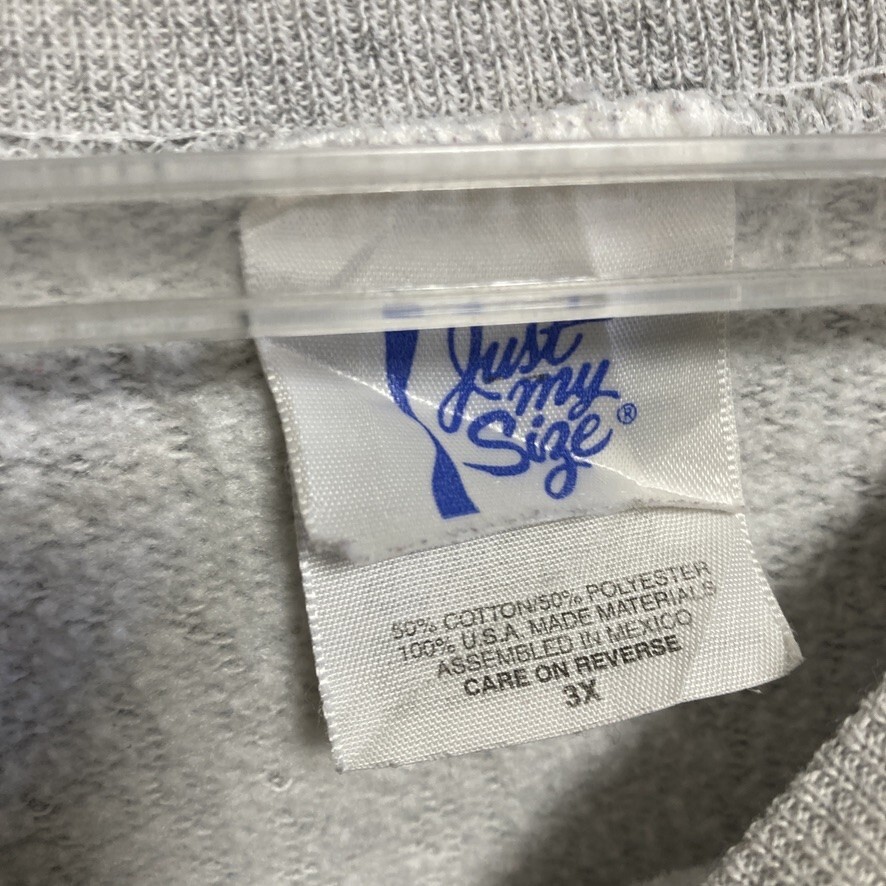 Just
my
Size®
50% COTTON/50% POLYESTER
100% U.S.A. MADE MATERIALS
ASSEMBLED IN MEXICO
CARE ON REVERSE
3X